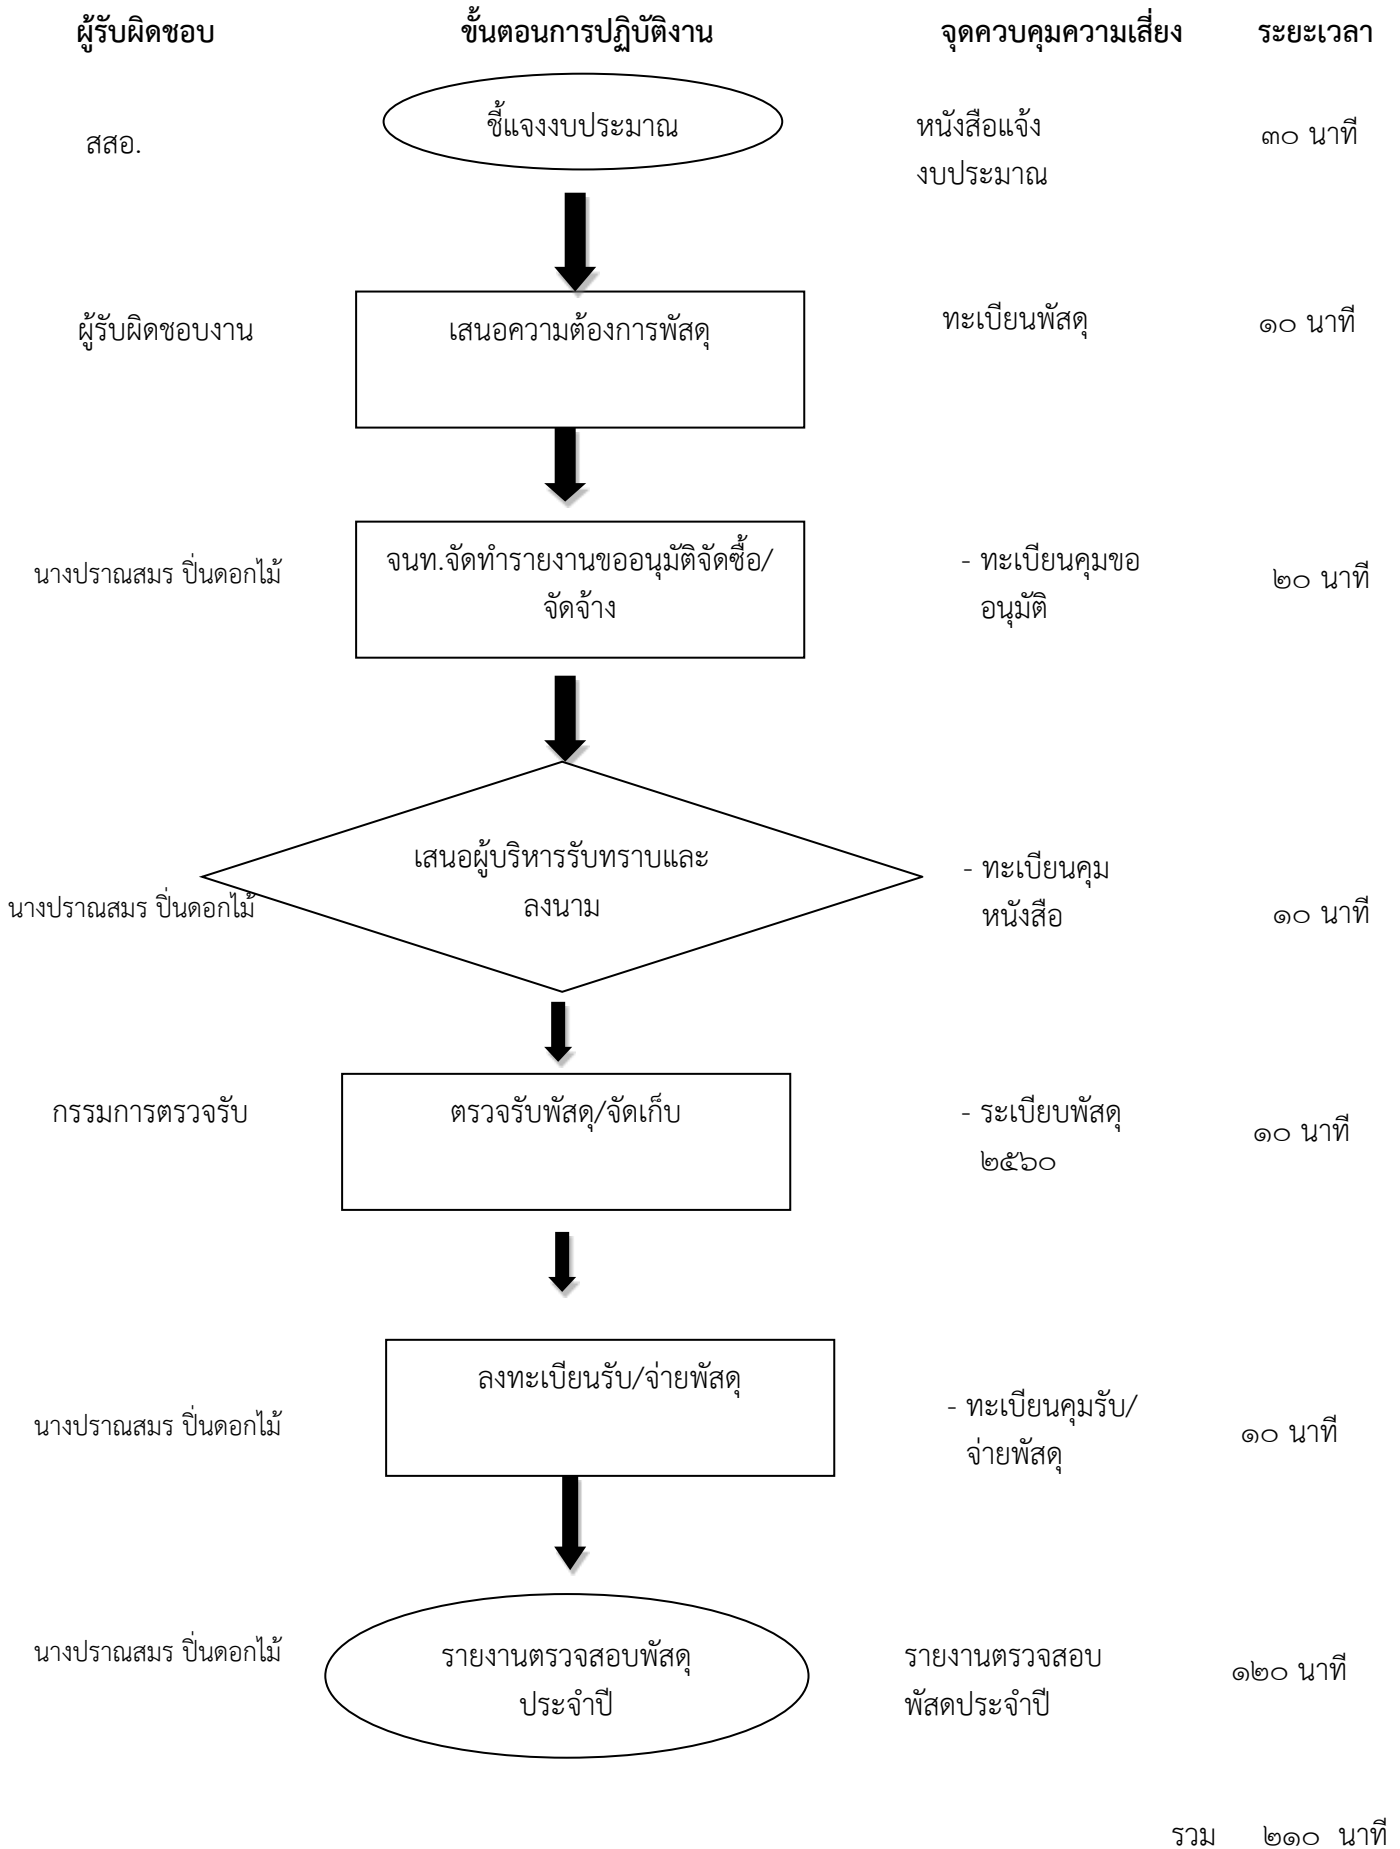 ผู้รับผิดชอบ ขั้นตอนการปฏิบัติงาน จุดควบคุมความเสี่ยง ระยะเวลา
สสอ.
ชี้แจงงบประมาณ
หนังสือแจ้ง
งบประมาณ
๓๐ นาที
ผู้รับผิดชอบงาน
เสนอความต้องการพัสดุ
ทะเบียนพัสดุ
๑๐ นาที
นางปราณสมร ปิ่นดอกไม้
จนท.จัดทำรายงานขออนุมัติจัดซื้อ/
จัดจ้าง
- ทะเบียนคุมขอ
อนุมัติ
๒๐ นาที
นางปราณสมร ปิ่นดอกไม้
เสนอผู้บริหารรับทราบและ
ลงนาม
- ทะเบียนคุม
หนังสือ
๑๐ นาที
กรรมการตรวจรับ
ตรวจรับพัสดุ/จัดเก็บ
- ระเบียบพัสดุ
๒๕๖๐
๑๐ นาที
นางปราณสมร ปิ่นดอกไม้
ลงทะเบียนรับ/จ่ายพัสดุ
- ทะเบียนคุมรับ/
จ่ายพัสดุ
๑๐ นาที
นางปราณสมร ปิ่นดอกไม้
รายงานตรวจสอบพัสดุ
ประจำปี
รายงานตรวจสอบ
พัสดประจำปี
๑๒๐ นาที
รวม ๒๑๐ นาที